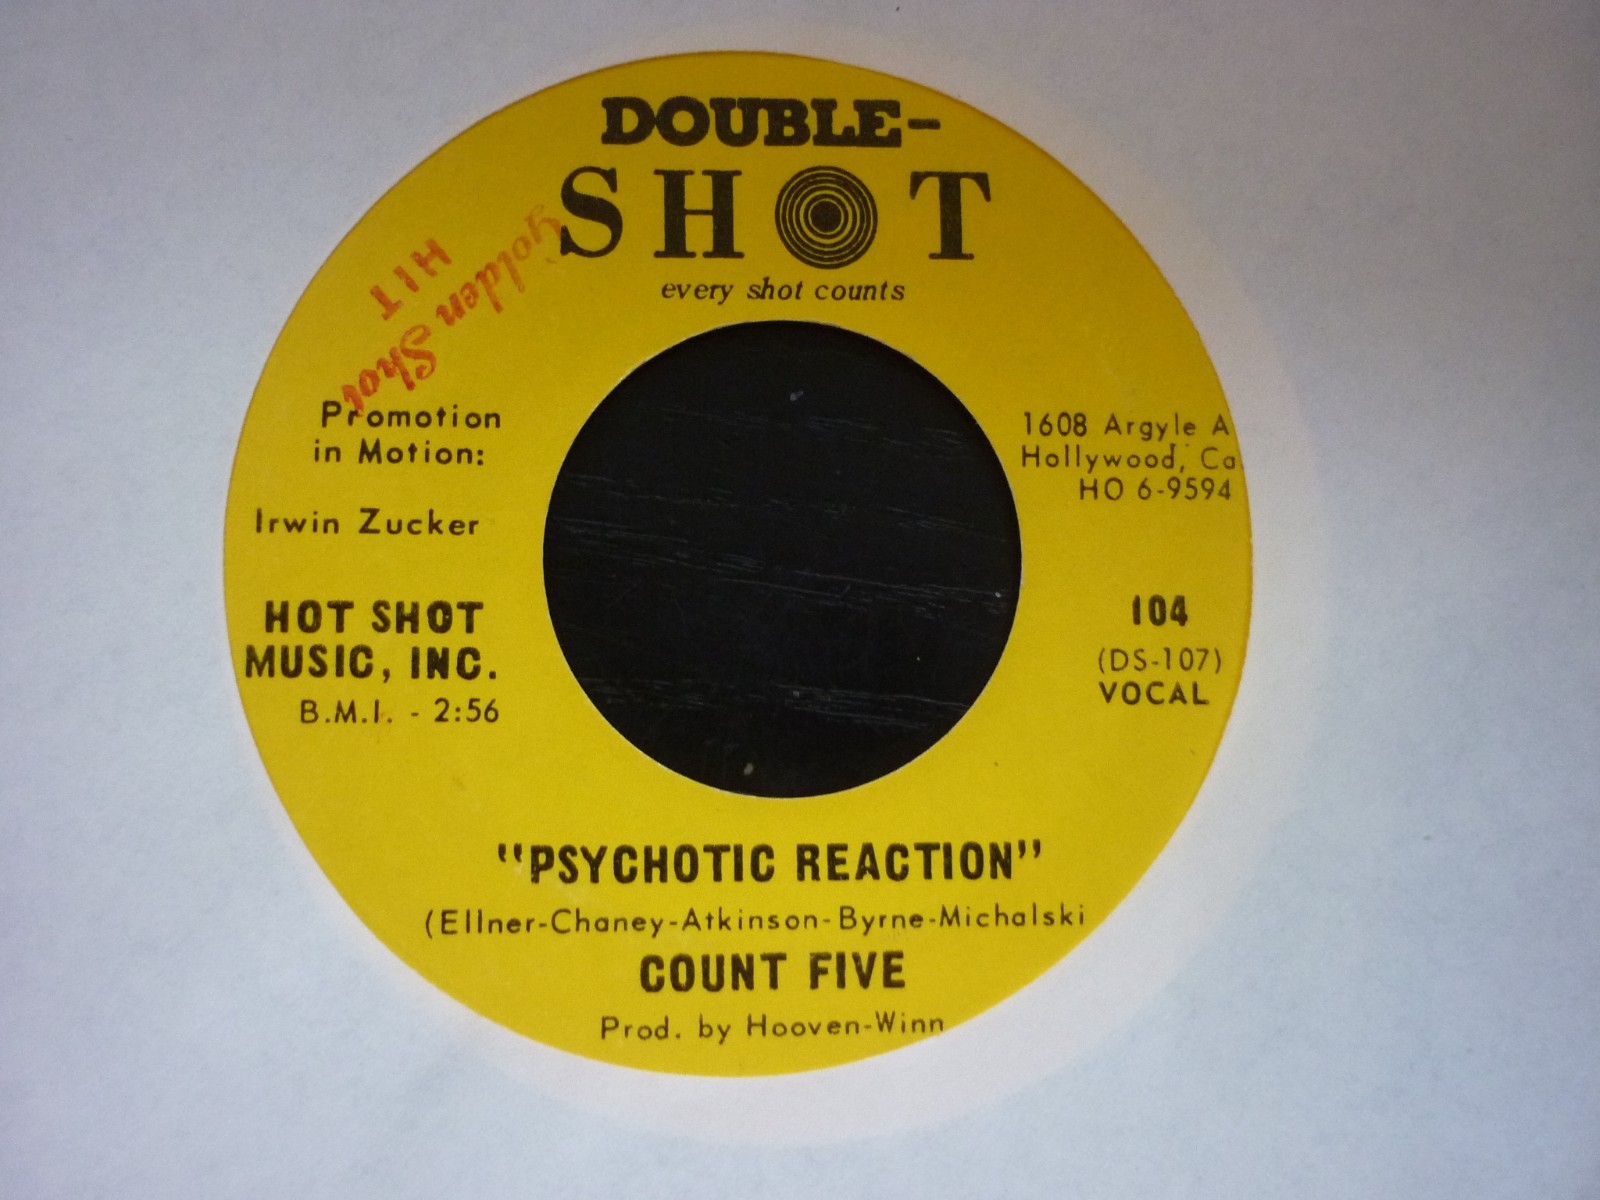 DOUBLE-
SHOT
every shot counts
Golden Shot
HIT
Promotion
in Motion:
Irwin Zucker
HOT SHOT
MUSIC, INC.
B.M.I. - 2:56
1608 Argyle A
Hollywood, Ca
HO 6-9594
104
(DS-107)
VOCAL
"PSYCHOTIC REACTION"
(Ellner-Chaney-Atkinson-Byrne-Michalski
COUNT FIVE
Prod. by Hooven-Winn